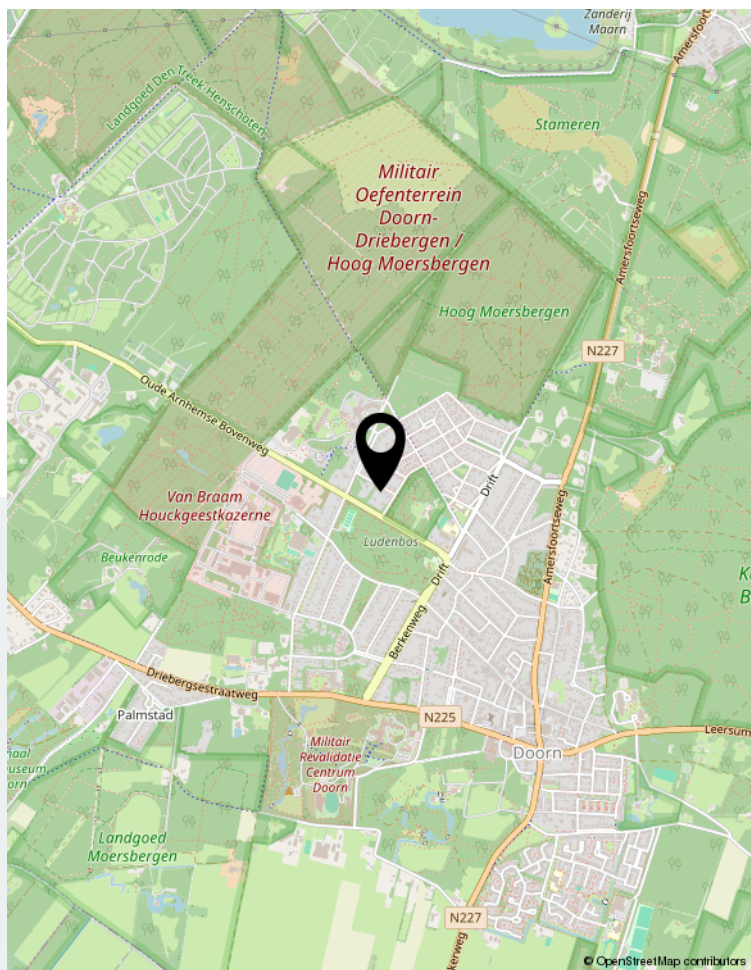 Zanderij
Maarn
Landgoed Den Treek-Henschoten
Amersfoortseweg
Stameren
Militair
Oefenterrein
Doorn-
Driebergen /
Hoog Moersbergen
Hoog Moersbergen
N227
Oude Arnhemse Bovenweg
Drift
Van Braam
Houckgeestkazerne
Amersfoortseweg
Ludenbos
Beukenrode
Drift
Berkenweg
Driebergsestraatweg
Palmstad
N225
Leersum
Doorn
Militair
Revalidatie
Centrum
Doorn
Landgoed
Moersbergen
N227
kerweg
© OpenStreetMap contributors